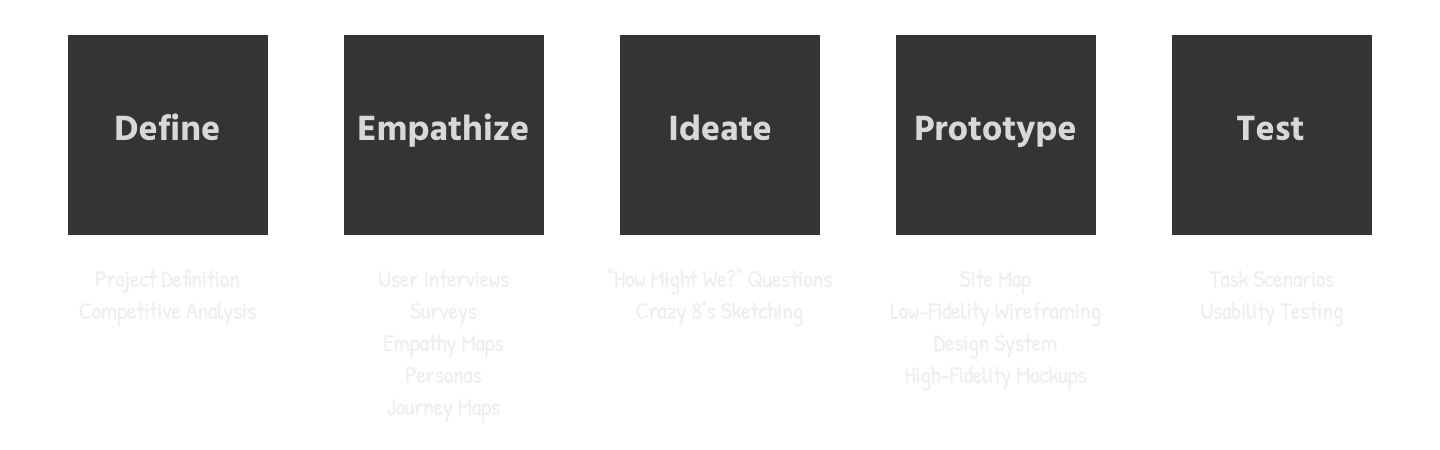 Define
Project Definition
Competitive Analysis
Empathize
User Interviews
Surveys
Empathy Maps
Personas
Journey Maps
Ideate
“How Might We?” Questions
Crazy 8’s Sketching
Prototype
Site Map
Low-Fidelity Wireframing
Design System
High-Fidelity Mockups
Test
Task Scenarios
Usability Testing